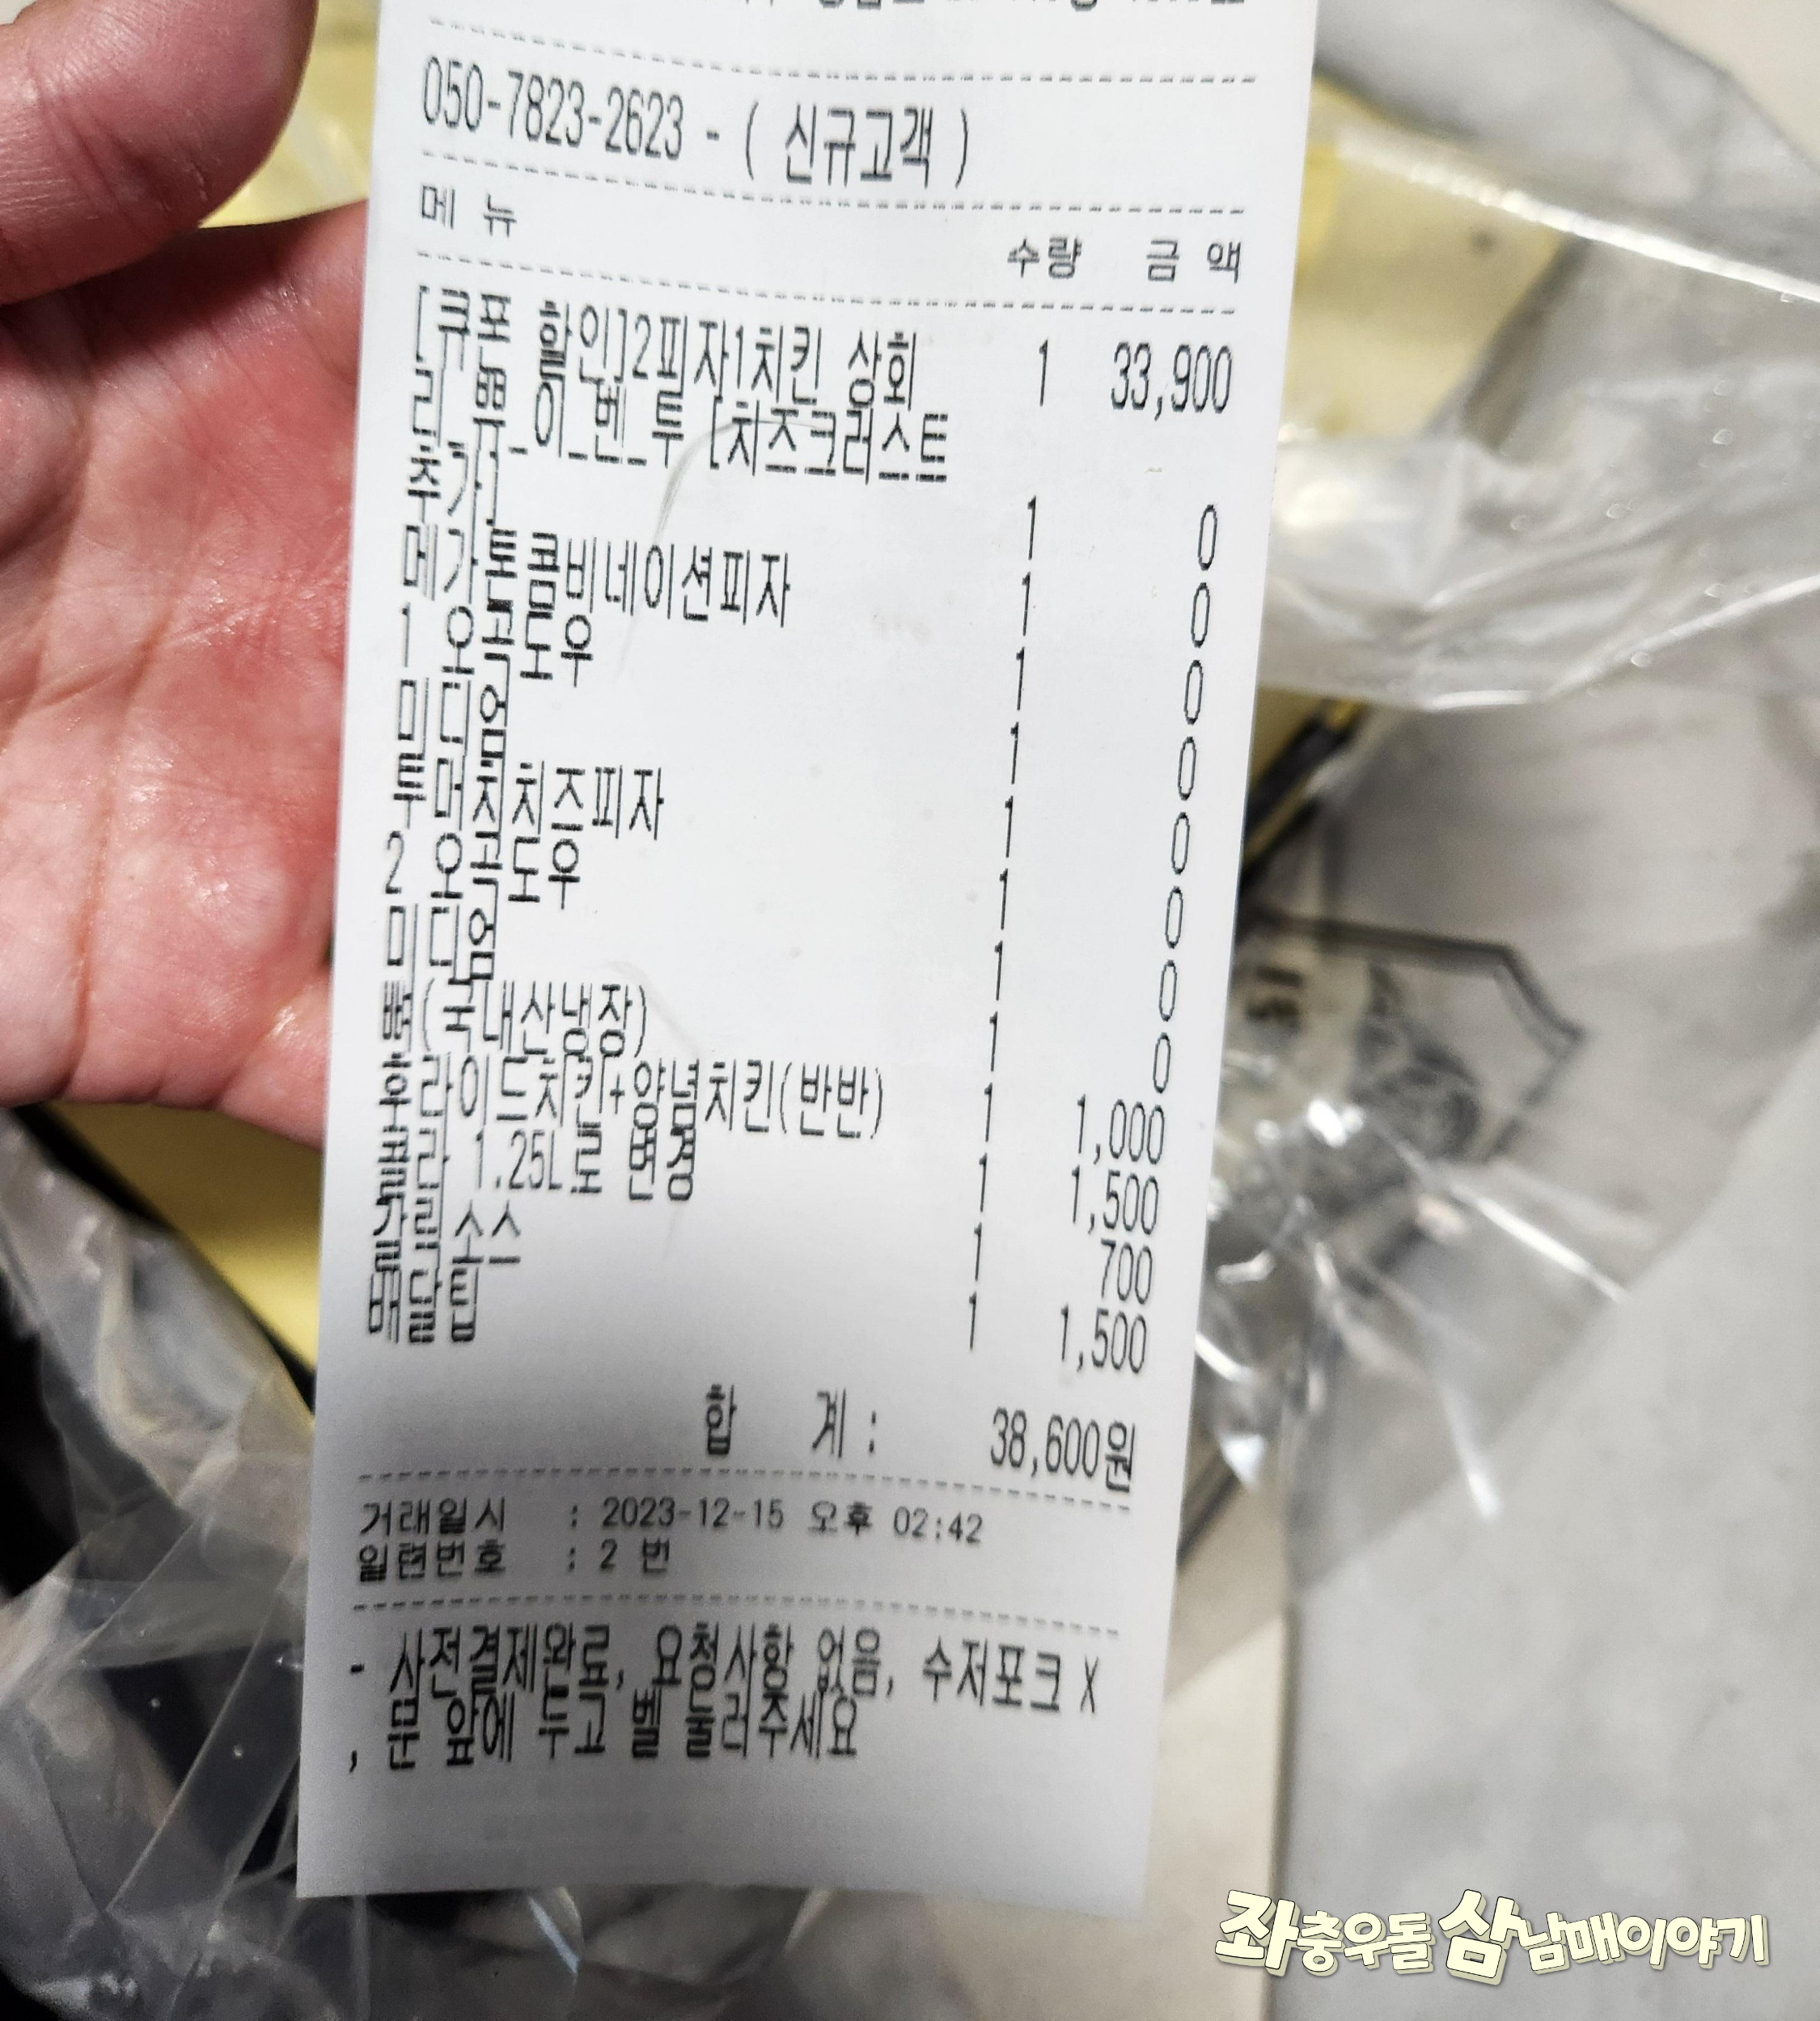 050-7823-2623 - ( 신규고객 )
메 뉴 수량 금 액
[쿠폰 할인]2피자1치킨 상회 1 33,900
리_뷰_이_벤_투 [치즈크러스트
추가] 1 0
메가톤콤비네이션피자 1 0
1 오곡도우 1 0
미디움 1 0
투머치치즈피자 1 0
2 오곡도우 1 0
미디움 1 0
뼈(국내산냉장) 1 0
후라이드치킨+양념치킨(반반) 1 1,000
콜라 1.25L로 변경 1 1,500
갈릭 소스 1 700
배달팁 1 1,500
합 계 : 38,600원
거래일시 : 2023-12-15 오후 02:42
일련번호 : 2 번
- 사전결제완료, 요청사항 없음, 수저포크 X
, 문 앞에 두고 벨 눌러주세요
좌충우돌 삼남매이야기